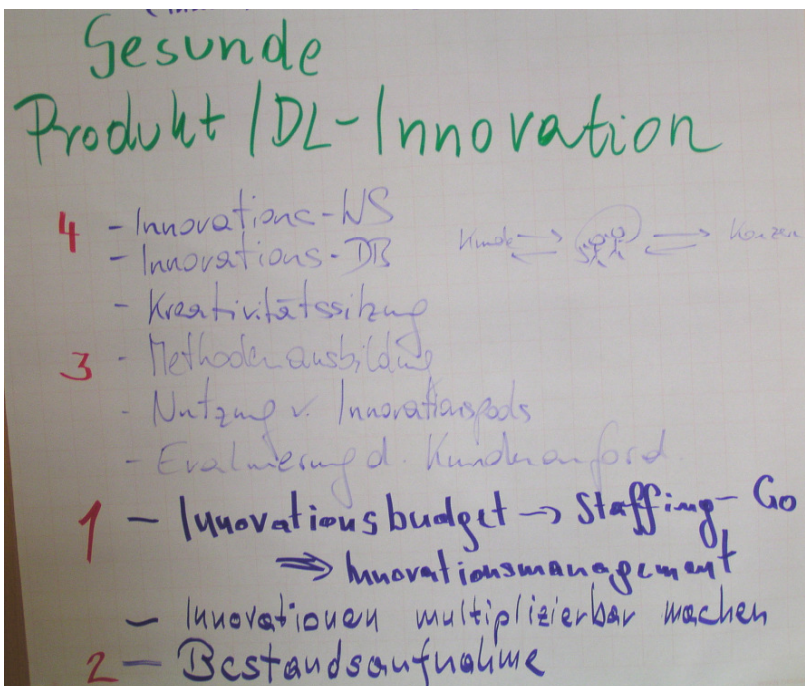 Gesunde
Produkt / DL-Innovation
4 - Innovations-WS
- Innovations-DB
Kunde Konzern
- Kreativitätssitzung
3 - Methodenausbildung
- Nutzung v. Innovationspods
- Evaluierung d. Kundenanford.
1 - Innovationsbudget → Staffing-Go
⇒ Innovationsmanagement
- Innovationen multiplizierbar machen
2 - Bestandsaufnahme